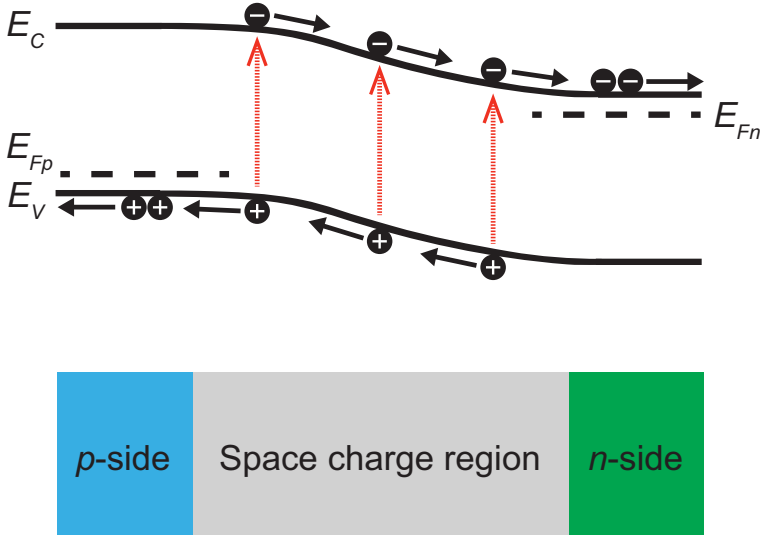 E_C
E_Fn
E_Fp
E_V
p-side
Space charge region
n-side